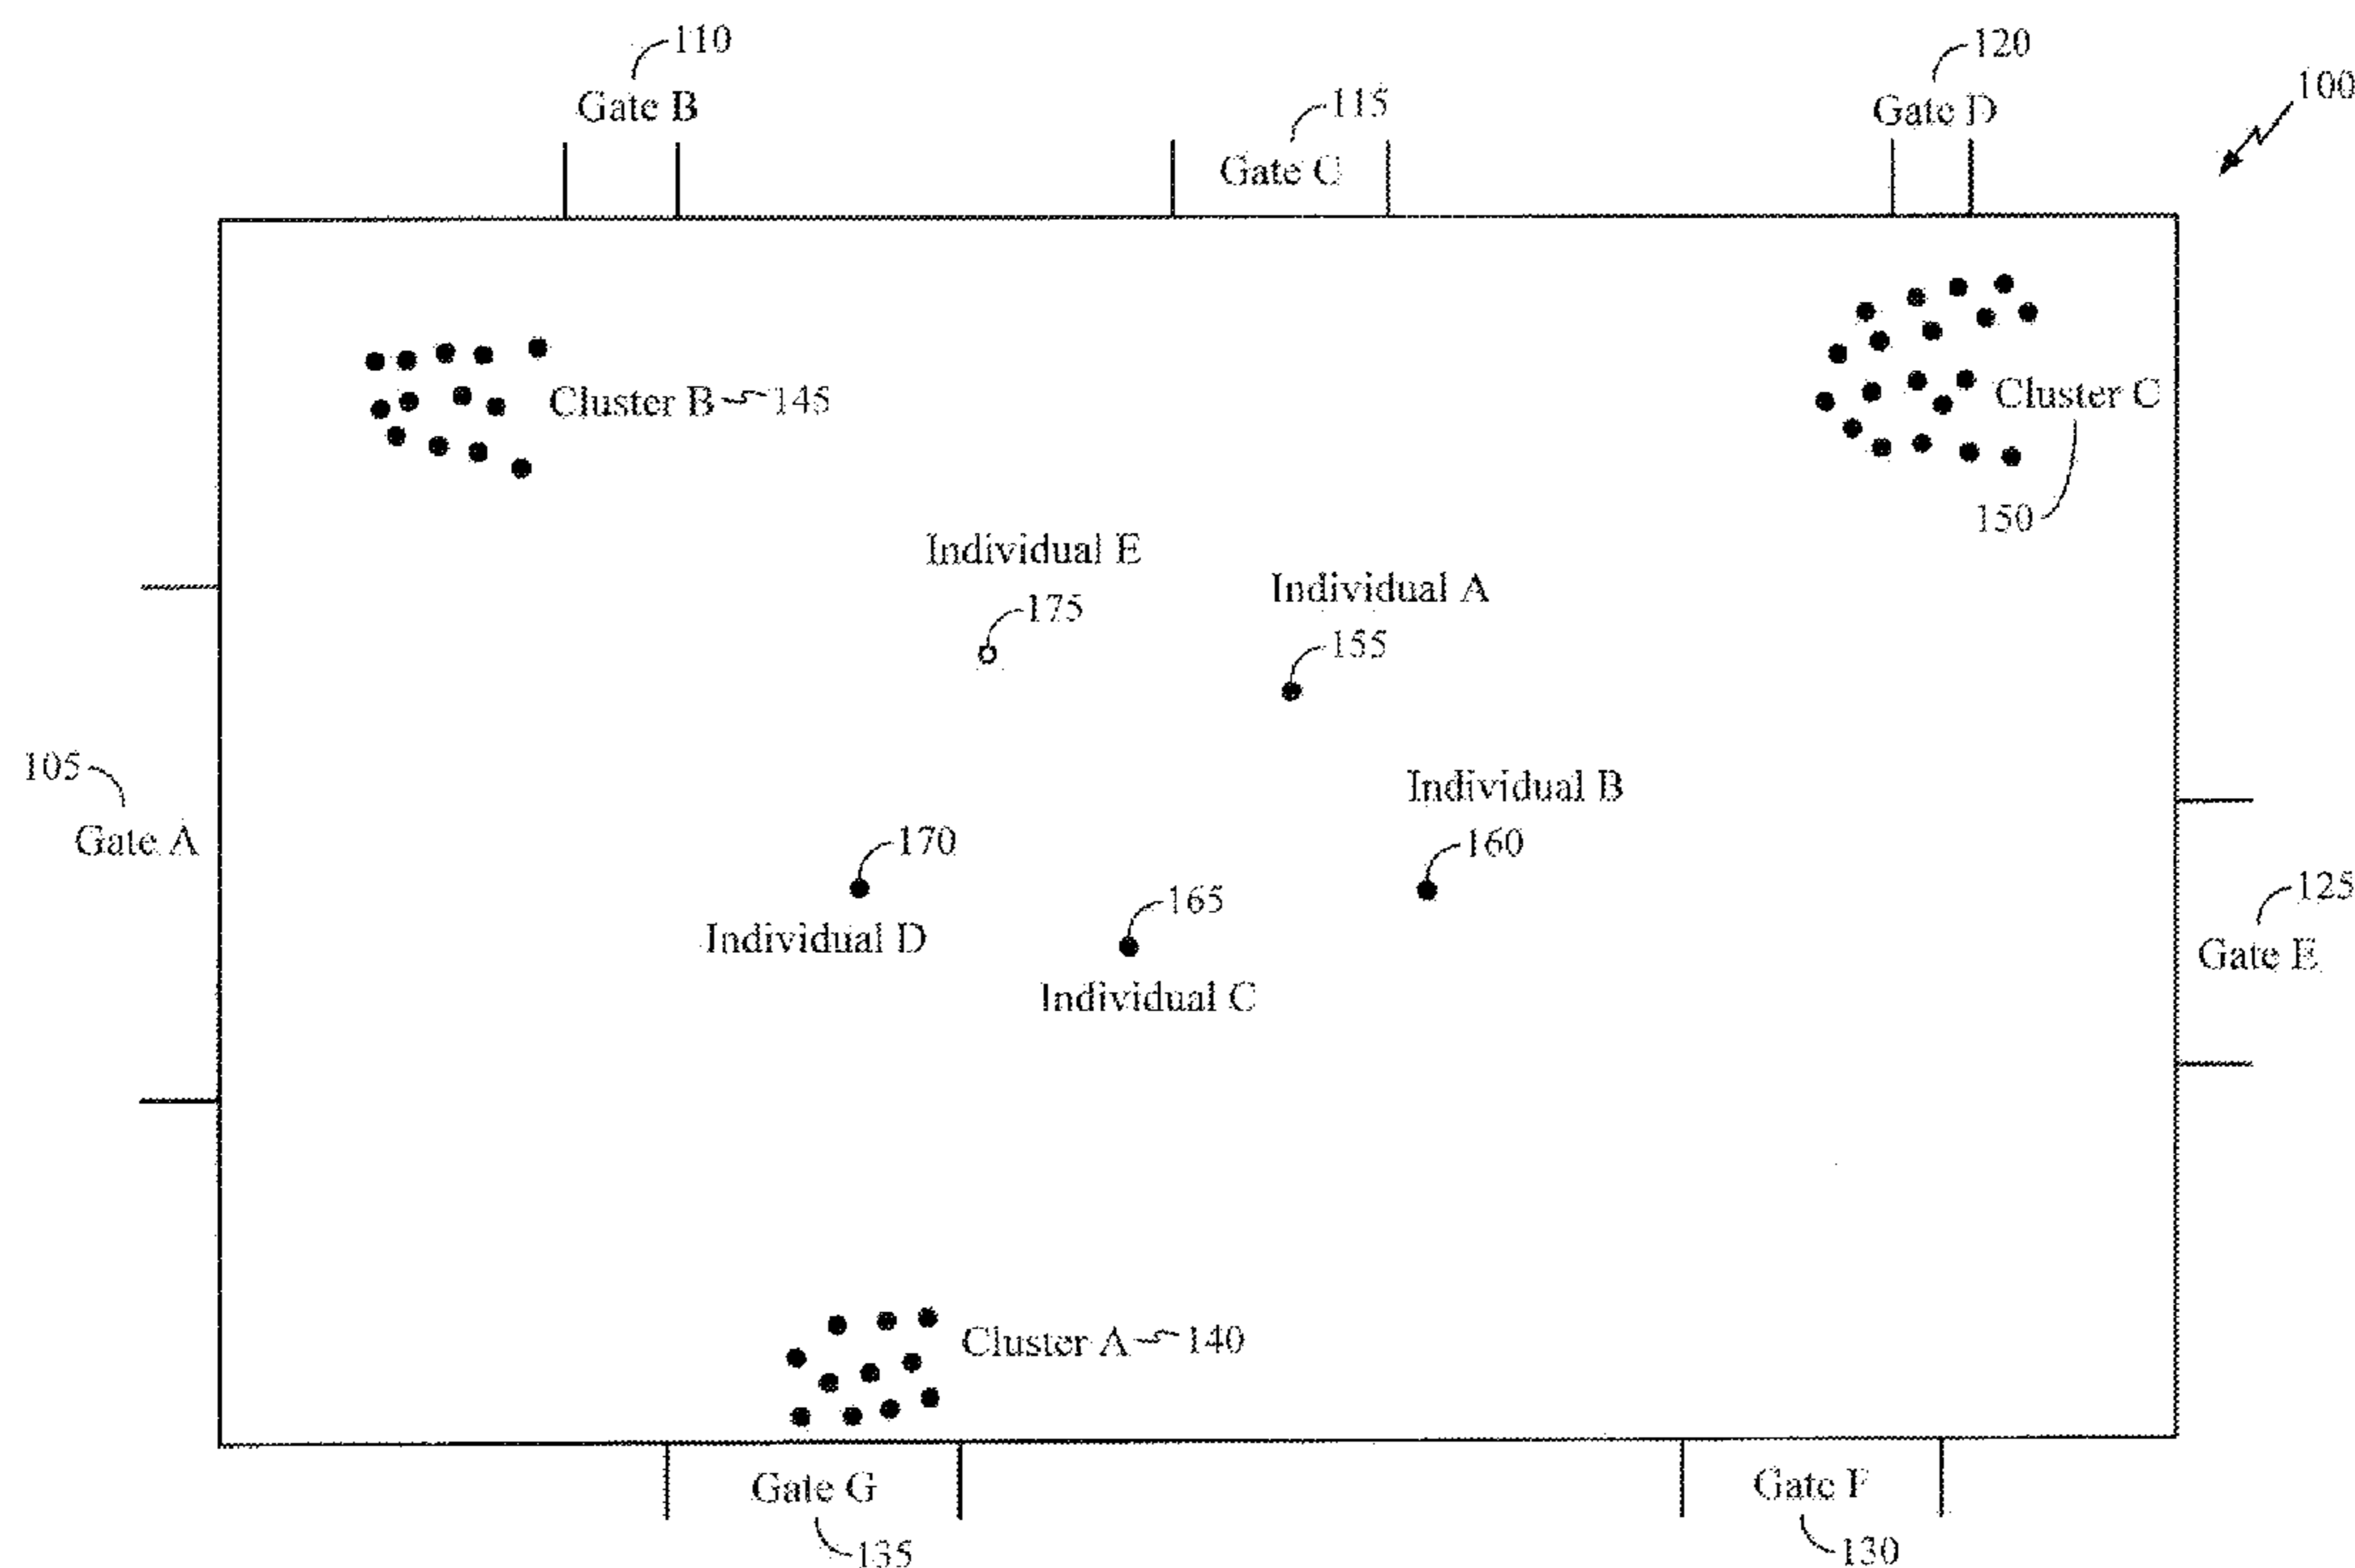 110
120
100
Gate B
115
Gate D
Gate C
Cluster B 145
Cluster C
150
Individual E
Individual A
175
155
105
Individual B
Gate A
170
160
165
125
Individual D
Gate E
Individual C
Cluster A 140
Gate G
Gate F
135
130